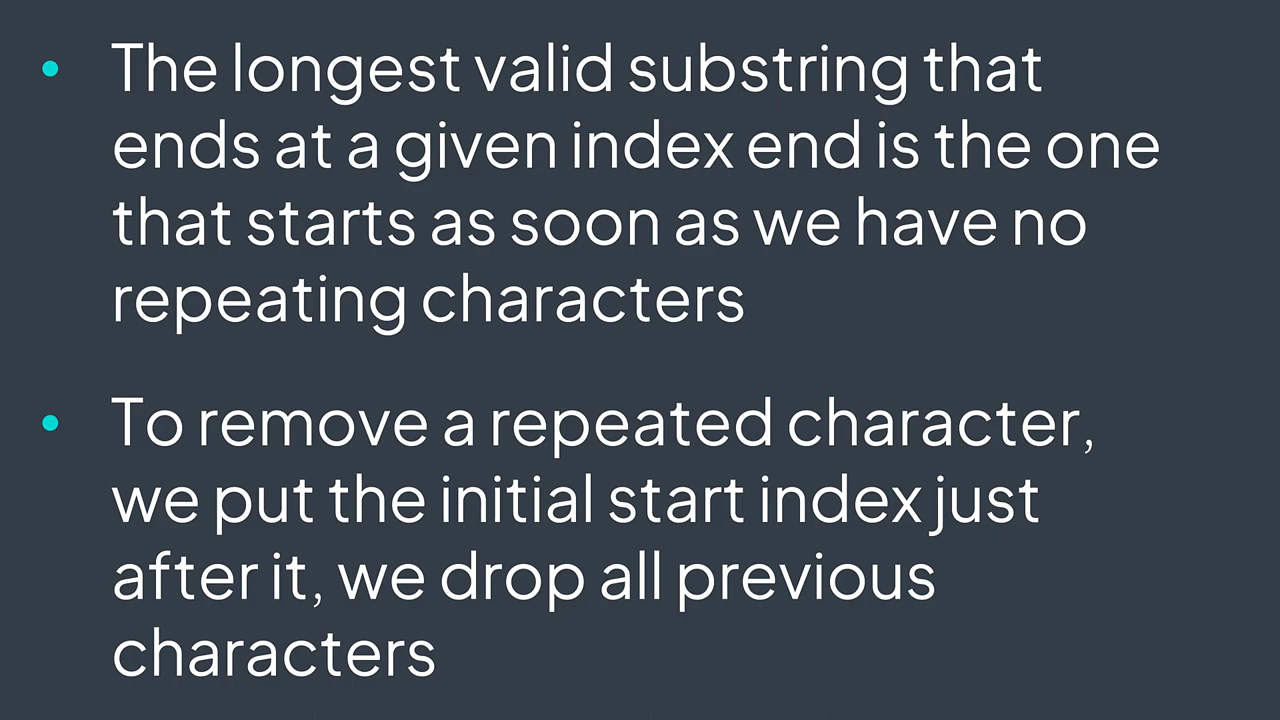 • The longest valid substring that
ends at a given index end is the one
that starts as soon as we have no
repeating characters
• To remove a repeated character,
we put the initial start index just
after it, we drop all previous
characters